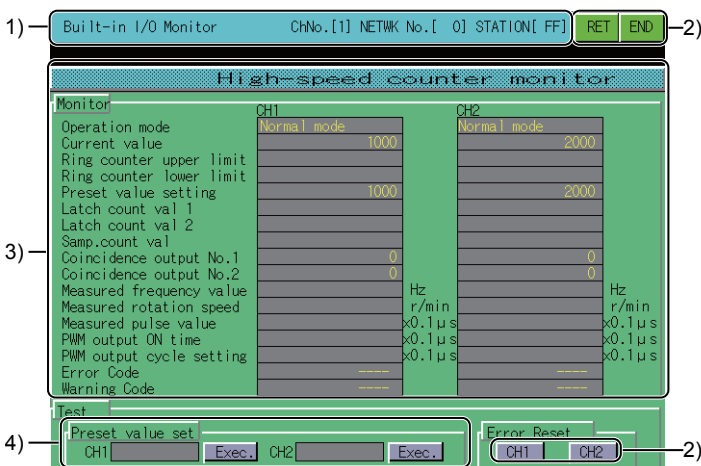 1) Built-in I/O Monitor ChNo.[1] NETWK No.[ 0] STATION[ FF] RET END 2)
High-speed counter monitor
Monitor
CH1 CH2
Operation mode Normal mode Normal mode
Current value 1000 2000
Ring counter upper limit
Ring counter lower limit
Preset value setting 1000 2000
Latch count val 1
Latch count val 2
Samp.count val
3)
Coincidence output No.1 0 0
Coincidence output No.2 0 0
Measured frequency value Hz Hz
Measured rotation speed r/min r/min
Measured pulse value x0.1μs x0.1μs
PWM output ON time x0.1μs x0.1μs
PWM output cycle setting x0.1μs x0.1μs
Error Code ---- ----
Warning Code ---- ----
Test
Preset value set Error Reset
4) CH1 Exec. CH2 Exec. CH1 CH2 2)